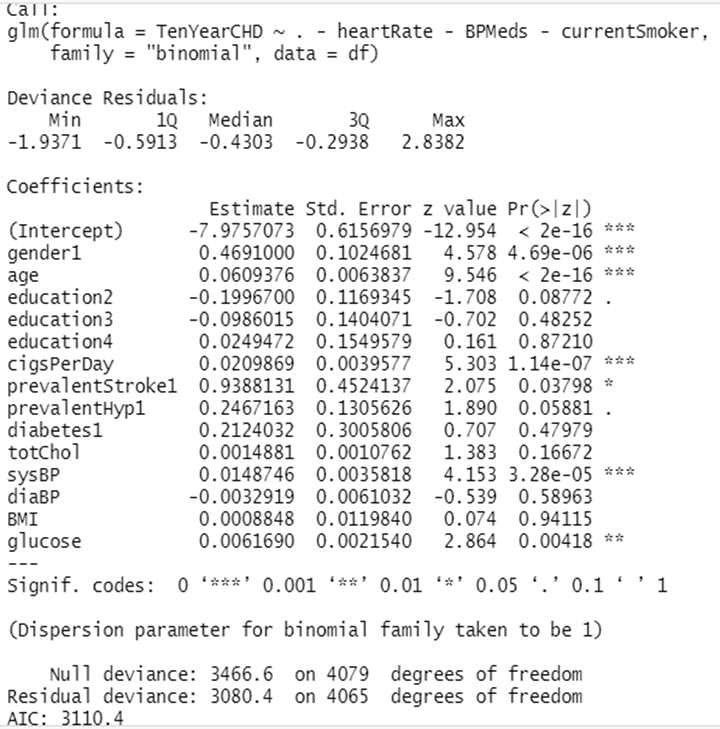 Call:
glm(formula = TenYearCHD ~ . - heartRate - BPMeds - currentSmoker,
    family = "binomial", data = df)

Deviance Residuals:
    Min      1Q  Median      3Q     Max
-1.9371 -0.5913 -0.4303 -0.2938  2.8382

Coefficients:
                  Estimate Std. Error z value Pr(>|z|)
(Intercept)     -7.9757073  0.6156979 -12.954  < 2e-16 ***
gender1          0.4691000  0.1024681   4.578 4.69e-06 ***
age              0.0609376  0.0063837   9.546  < 2e-16 ***
education2      -0.1996700  0.1169345  -1.708  0.08772 .
education3      -0.0986015  0.1404071  -0.702  0.48252
education4       0.0249472  0.1549579   0.161  0.87210
cigsPerDay       0.0209869  0.0039577   5.303 1.14e-07 ***
prevalentStroke1 0.9388131  0.4524137   2.075  0.03798 *
prevalentHyp1    0.2467163  0.1305626   1.890  0.05881 .
diabetes1        0.2124032  0.3005806   0.707  0.47979
totChol          0.0014881  0.0010762   1.383  0.16672
sysBP            0.0148746  0.0035818   4.153 3.28e-05 ***
diaBP           -0.0032919  0.0061032  -0.539  0.58963
BMI              0.0008848  0.0119840   0.074  0.94115
glucose          0.0061690  0.0021540   2.864  0.00418 **
---
Signif. codes:  0 ‘***’ 0.001 ‘**’ 0.01 ‘*’ 0.05 ‘.’ 0.1 ‘ ’ 1

(Dispersion parameter for binomial family taken to be 1)

    Null deviance: 3466.6  on 4079  degrees of freedom
Residual deviance: 3080.4  on 4065  degrees of freedom
AIC: 3110.4